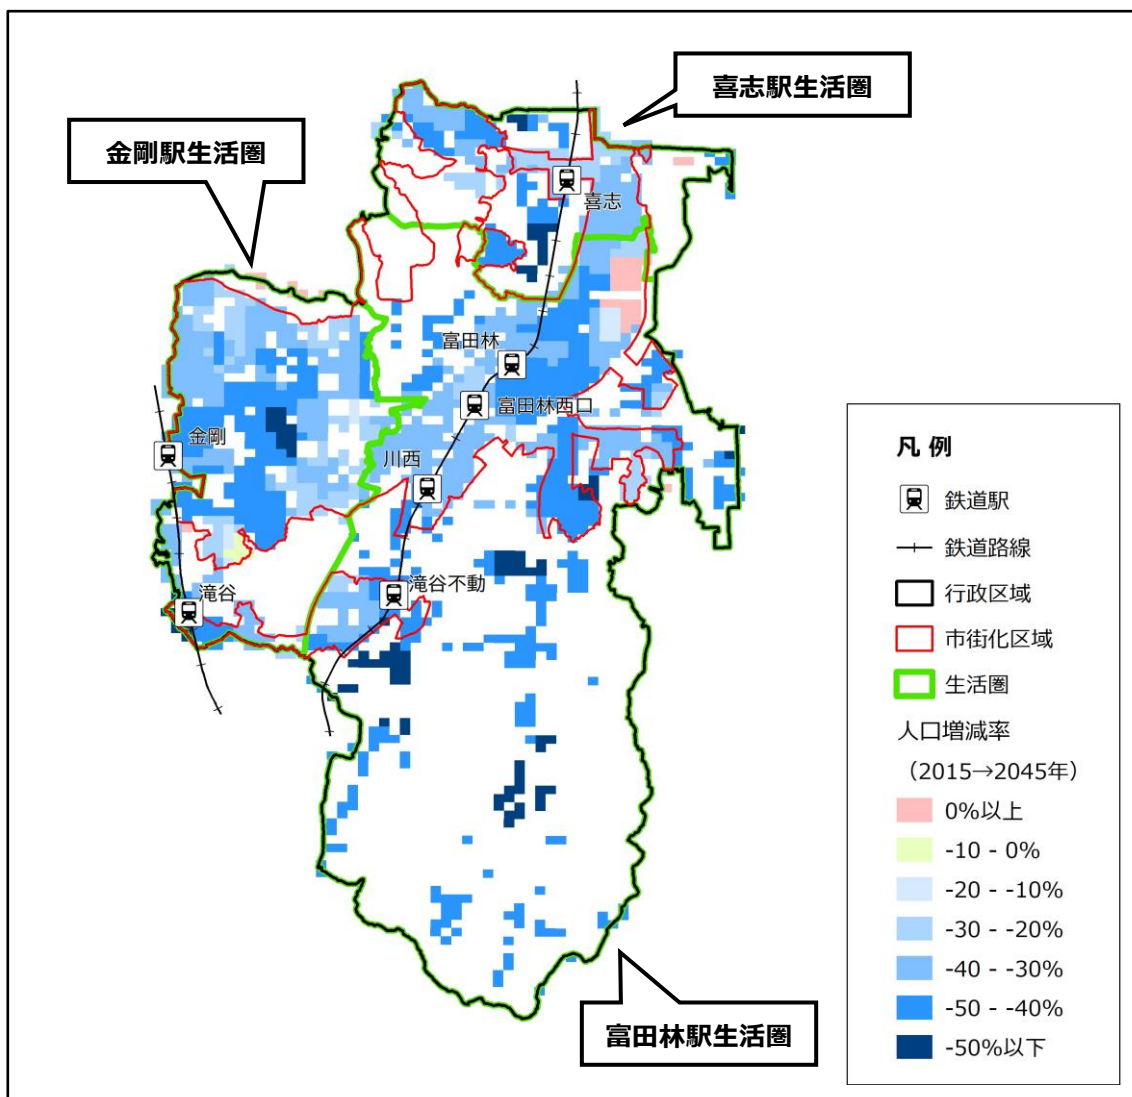 喜志駅生活圏
金剛駅生活圏
喜志
富田林
富田林西口
金剛
川西
滝谷不動
滝谷
富田林駅生活圏
凡 例
鉄道駅
鉄道路線
行政区域
市街化区域
生活圏
人口増減率
（2015→2045年）
0%以上
-10 - 0%
-20 - -10%
-30 - -20%
-40 - -30%
-50 - -40%
-50%以下